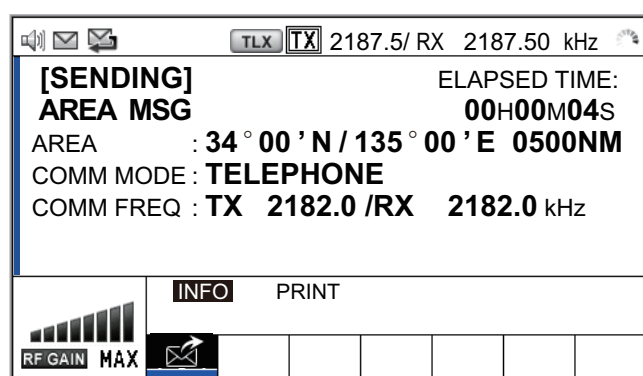 TLX TX 2187.5/ RX 2187.50 kHz
[SENDING] ELAPSED TIME:
AREA MSG 00H00M04S
AREA : 34°00 ’ N / 135°00 ’ E 0500NM
COMM MODE : TELEPHONE
COMM FREQ : TX 2182.0 /RX 2182.0 kHz
INFO PRINT
RF GAIN MAX